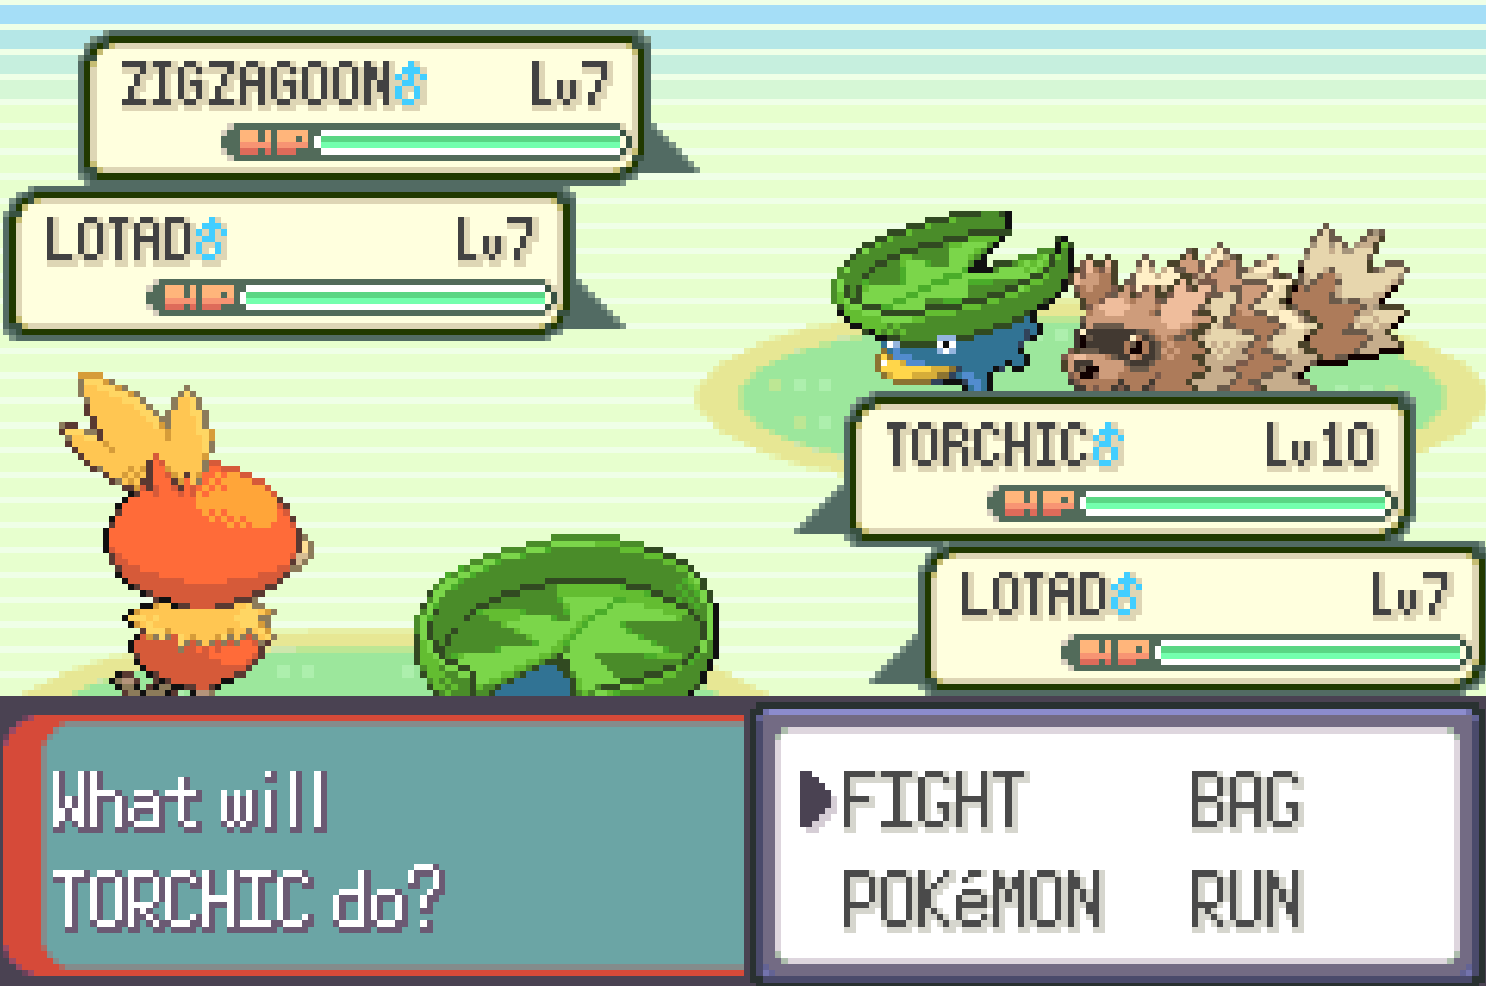 ZIGZAGOON♂ Lv7
HP
LOTAD♂ Lv7
HP
TORCHIC♂ Lv10
HP
LOTAD♂ Lv7
HP
What will
TORCHIC do?
▶FIGHT BAG
POKéMON RUN